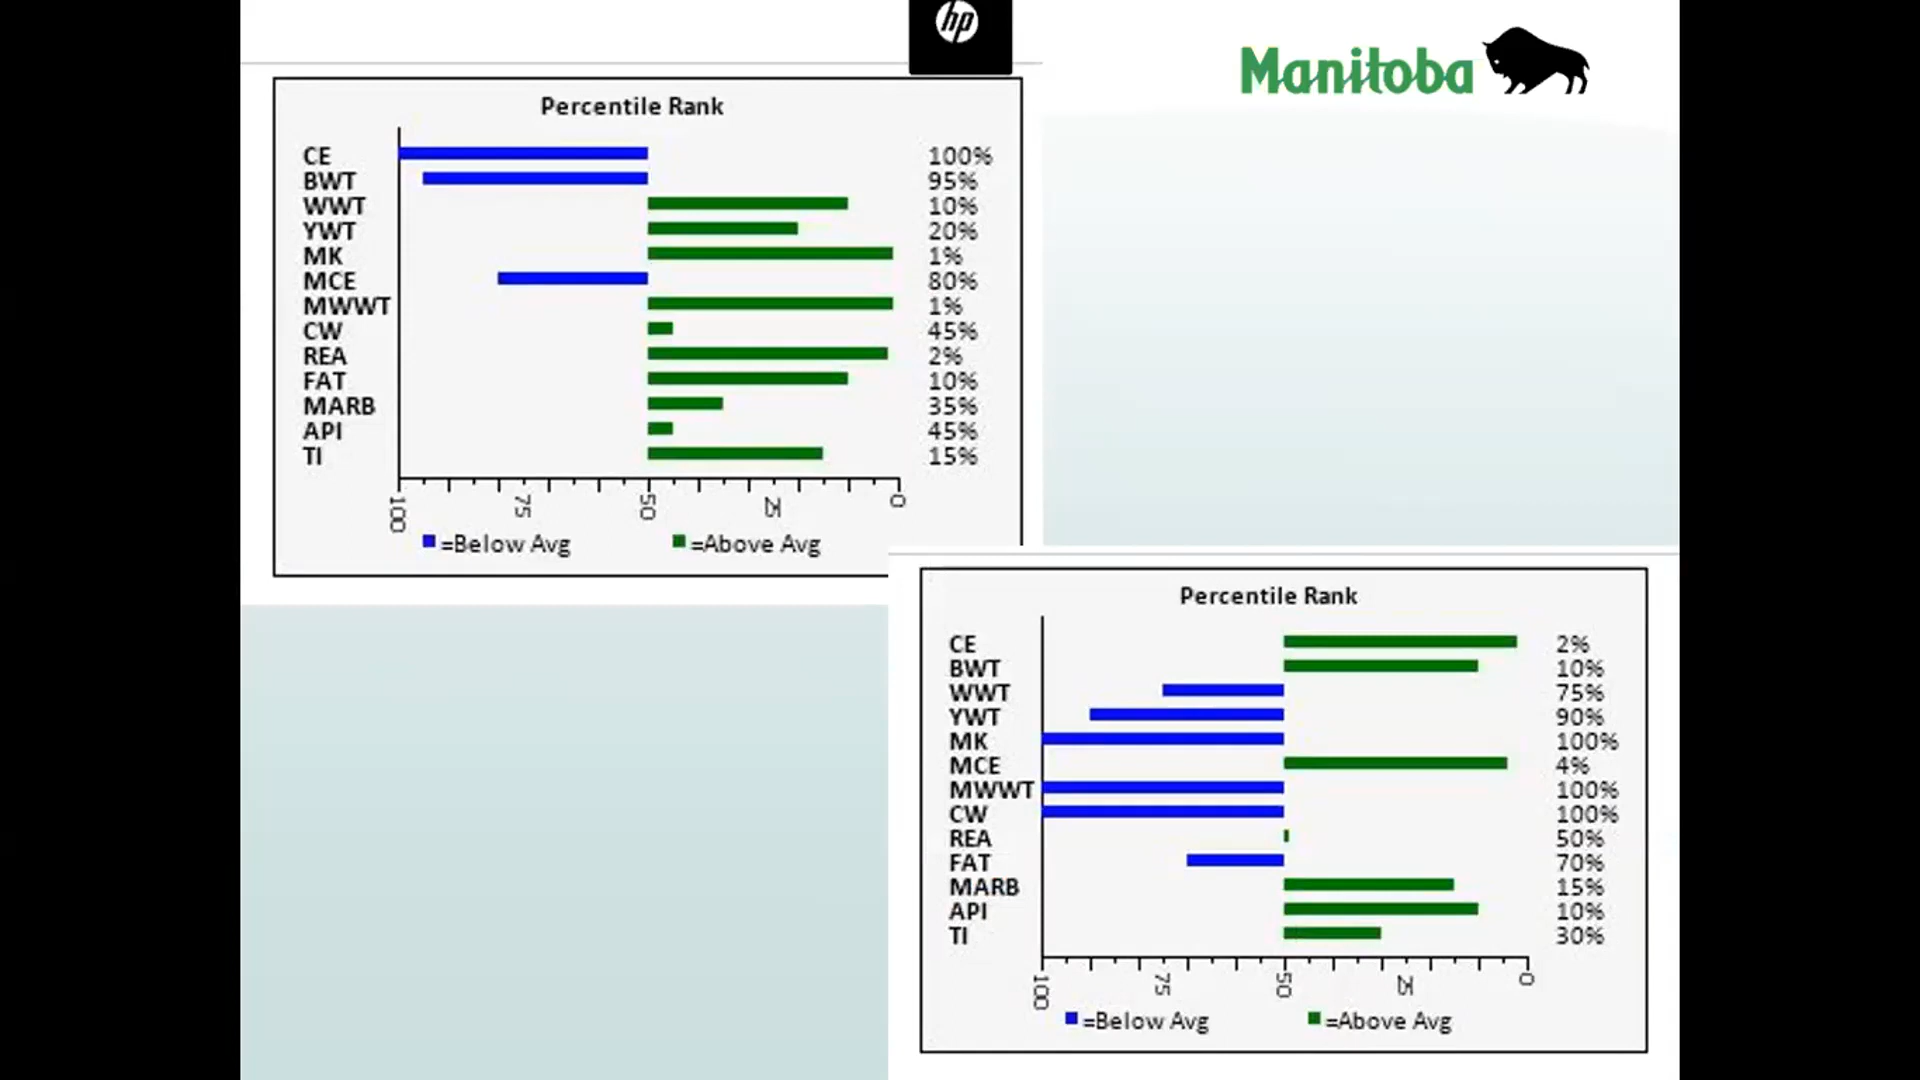 hp
Manitoba
Percentile Rank
CE 100%
BWT 95%
WWT 10%
YWT 20%
MK 1%
MCE 80%
MWWT 1%
CW 45%
REA 2%
FAT 10%
MARB 35%
API 45%
TI 15%
100 75 50 25 0
=Below Avg =Above Avg
Percentile Rank
CE 2%
BWT 10%
WWT 75%
YWT 90%
MK 100%
MCE 4%
MWWT 100%
CW 100%
REA 50%
FAT 70%
MARB 15%
API 10%
TI 30%
100 75 50 25 0
=Below Avg =Above Avg